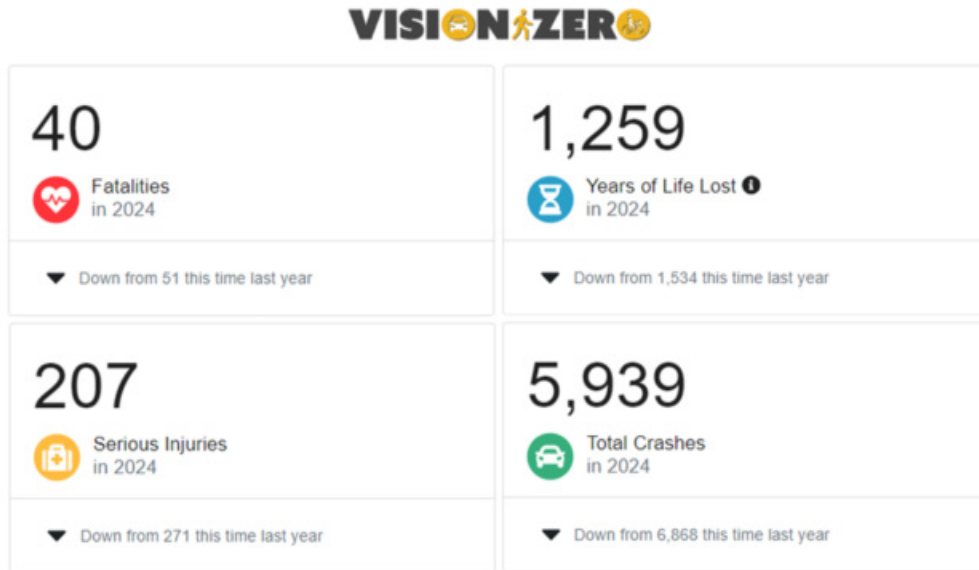 VISION ZERO
40
Fatalities
in 2024
Down from 51 this time last year
1,259
Years of Life Lost
in 2024
Down from 1,534 this time last year
207
Serious Injuries
in 2024
Down from 271 this time last year
5,939
Total Crashes
in 2024
Down from 6,868 this time last year